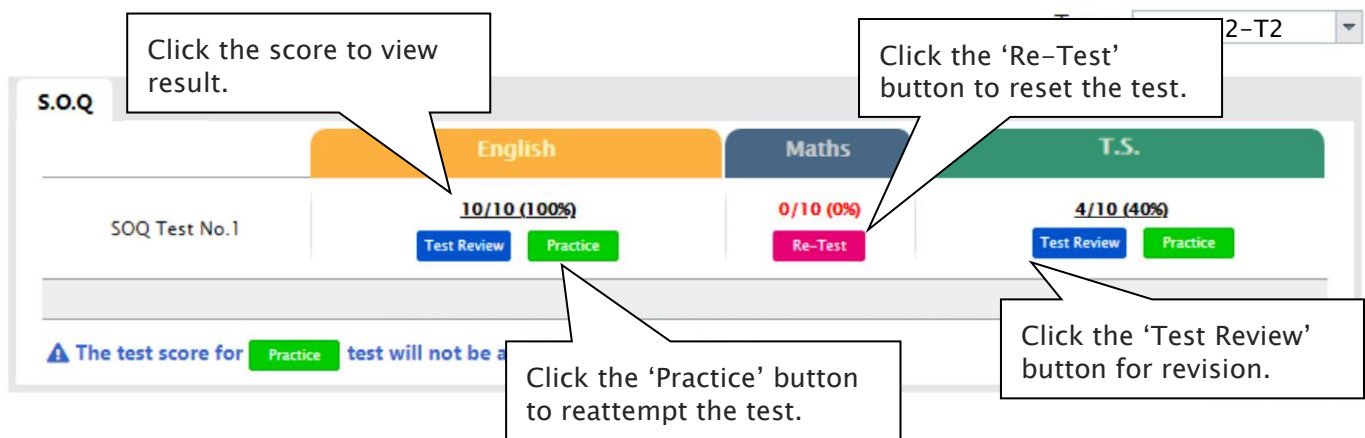 2-T2
Click the score to view
result.
Click the ‘Re-Test’
button to reset the test.
S.O.Q
English
Maths
T.S.
SOQ Test No.1
10/10 (100%)
0/10 (0%)
4/10 (40%)
Test Review
Practice
Re-Test
Test Review
Practice
Click the ‘Test Review’
button for revision.
The test score for Practice test will not be
Click the ‘Practice’ button
to reattempt the test.